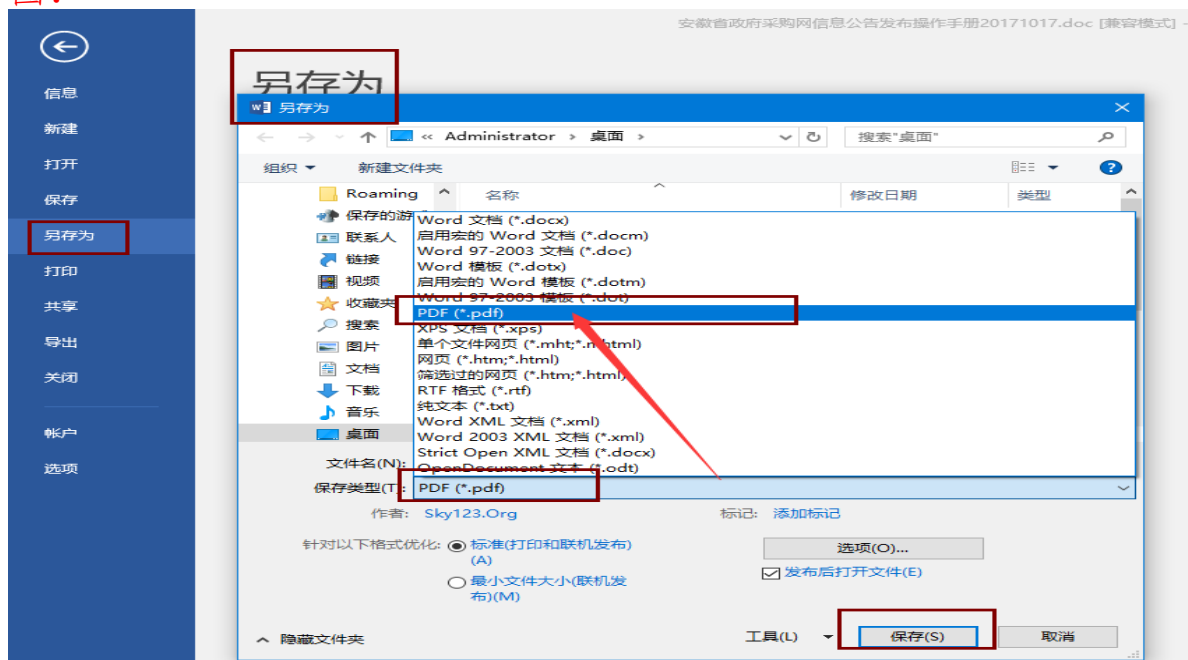 图:
安徽省政府采购网信息公告发布操作手册20171017.doc [兼容模式] -
另存为
信息
新建
打开
保存
另存为
打印
共享
导出
关闭
帐户
选项
另存为
« Administrator › 桌面 ›
搜索"桌面"
组织
新建文件夹
名称
修改日期
类型
Roaming
保存的游
联系人
链接
视频
收藏夹
搜索
图片
文档
下载
音乐
桌面
Word 文档 (*.docx)
启用宏的 Word 文档 (*.docm)
Word 97-2003 文档 (*.doc)
Word 模板 (*.dotx)
启用宏的 Word 模板 (*.dotm)
Word 97-2003 模板 (*.dot)
PDF (*.pdf)
XPS 文档 (*.xps)
单个文件网页 (*.mht;*.mhtml)
网页 (*.htm;*.html)
筛选过的网页 (*.htm;*.html)
RTF 格式 (*.rtf)
纯文本 (*.txt)
Word XML 文档 (*.xml)
Word 2003 XML 文档 (*.xml)
Strict Open XML 文档 (*.docx)
OpenDocument 文本 (*.odt)
文件名(N):
保存类型(T): PDF (*.pdf)
作者: Sky123.Org
标记: 添加标记
针对以下格式优化:
标准(打印和联机发布)
(A)
最小文件大小(联机发
布)(M)
选项(O)...
发布后打开文件(E)
隐藏文件夹
工具(L)
保存(S)
取消